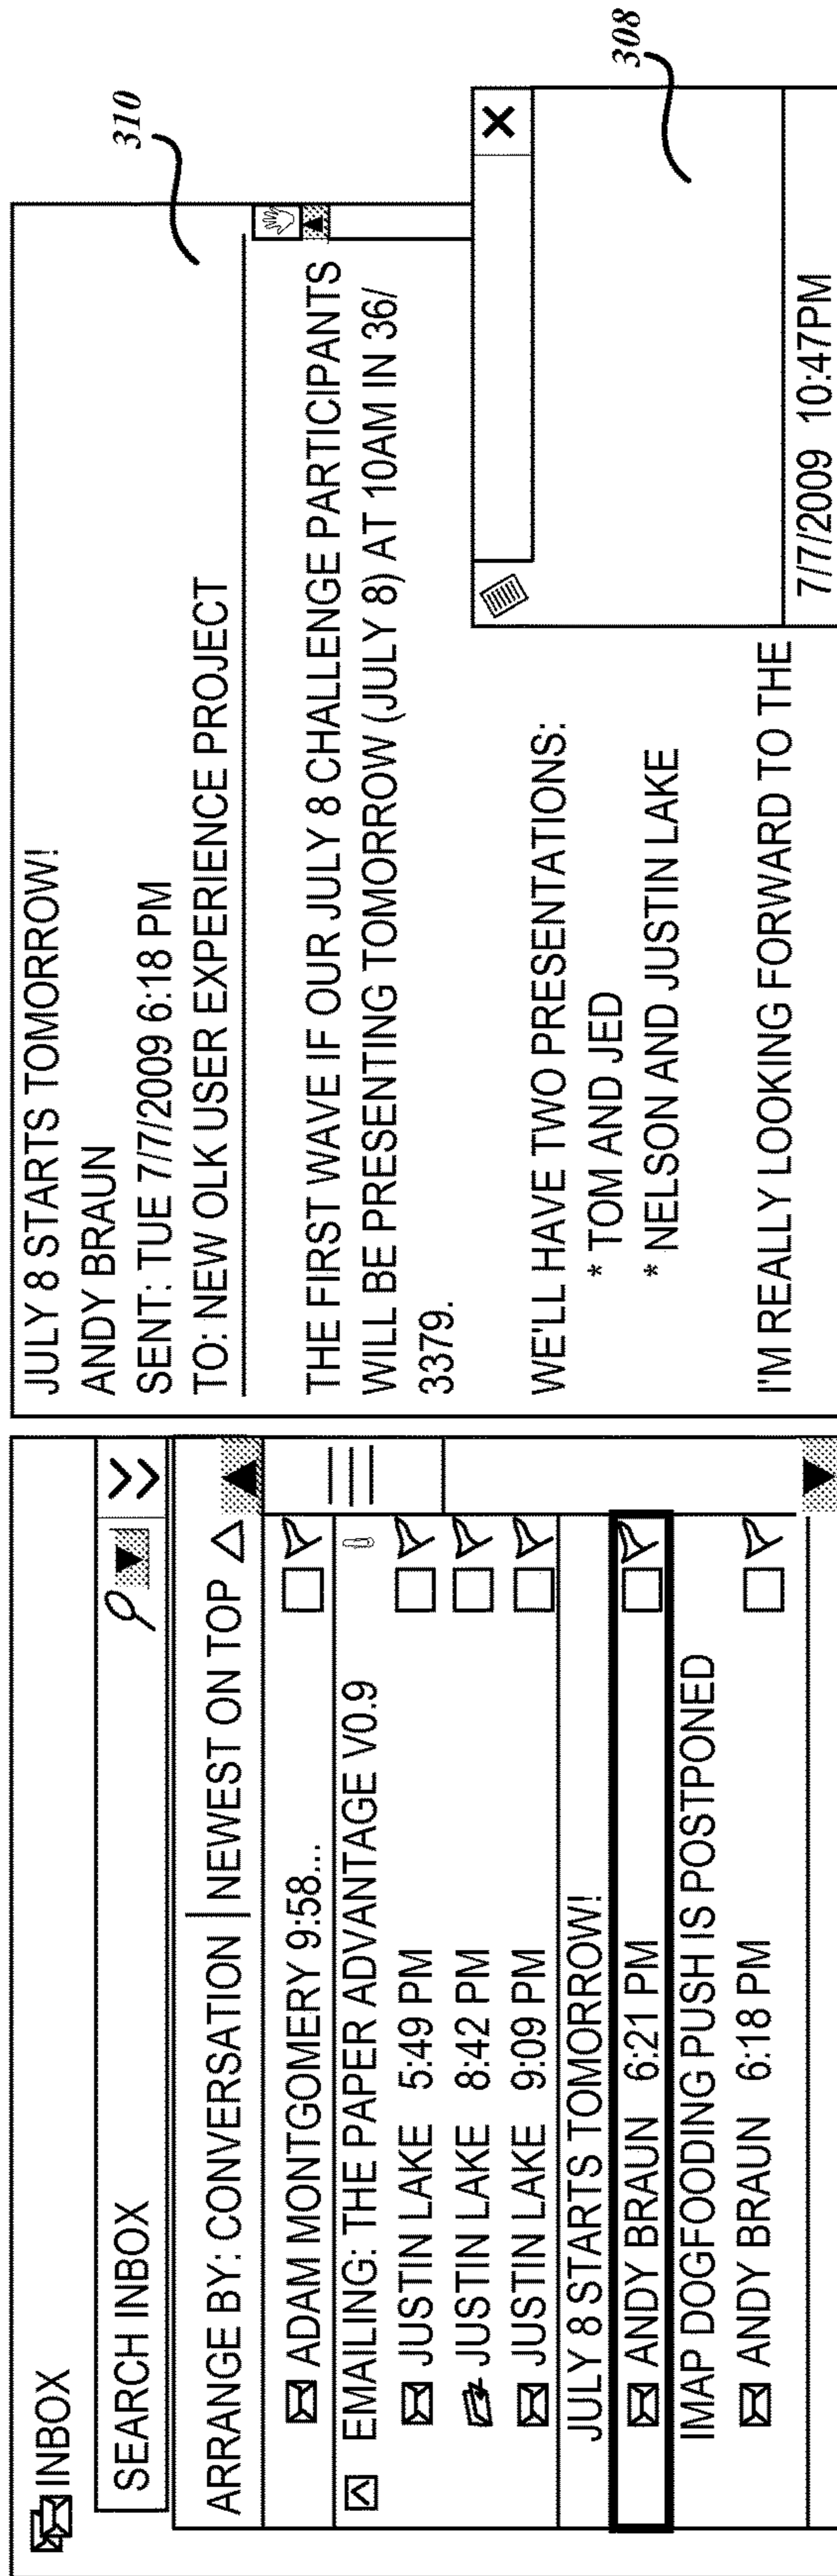 INBOX
SEARCH INBOX
ARRANGE BY: CONVERSATION | NEWEST ON TOP
ADAM MONTGOMERY 9:58...
EMAILING: THE PAPER ADVANTAGE V0.9
JUSTIN LAKE 5:49 PM
JUSTIN LAKE 8:42 PM
JUSTIN LAKE 9:09 PM
JULY 8 STARTS TOMORROW!
ANDY BRAUN 6:21 PM
IMAP DOGFOODING PUSH IS POSTPONED
ANDY BRAUN 6:18 PM
JULY 8 STARTS TOMORROW!
ANDY BRAUN
SENT: TUE 7/7/2009 6:18 PM
TO: NEW OLK USER EXPERIENCE PROJECT
310
THE FIRST WAVE IF OUR JULY 8 CHALLENGE PARTICIPANTS
WILL BE PRESENTING TOMORROW (JULY 8) AT 10AM IN 36/
3379.
WE'LL HAVE TWO PRESENTATIONS:
* TOM AND JED
* NELSON AND JUSTIN LAKE
I'M REALLY LOOKING FORWARD TO THE
308
7/7/2009 10:47PM